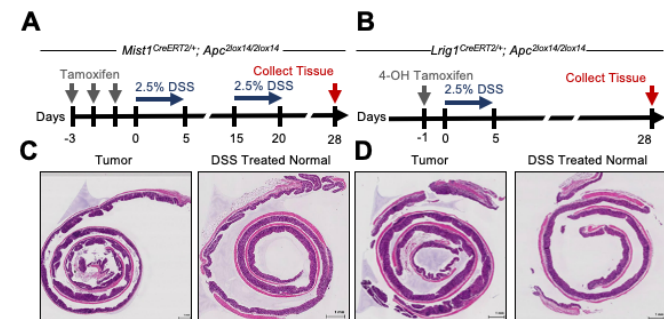 A
Mist1CreERT2/+; Apc2lox14/2lox14
Tamoxifen
2.5% DSS
2.5% DSS
Collect Tissue
Days
-3
0
5
15
20
28
B
Lrig1CreERT2/+; Apc2lox14/2lox14
4-OH Tamoxifen
2.5% DSS
Collect Tissue
Days
-1
0
5
28
C
Tumor
DSS Treated Normal
D
Tumor
DSS Treated Normal